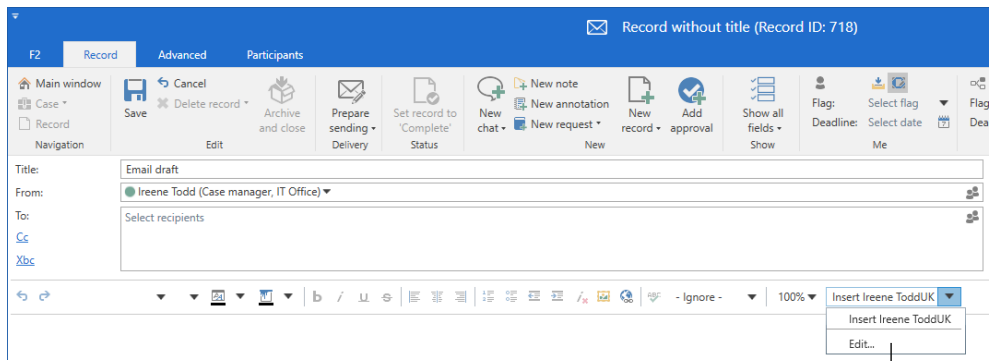 Record without title (Record ID: 718)
F2 Record Advanced Participants
Main window
Case
Record
Navigation
Save
Cancel
Delete record
Archive
and close
Edit
Prepare
sending
Delivery
Set record to
'Complete'
Status
New
chat
New note
New annotation
New request
New
record
Add
approval
New
Show all
fields
Show
Flag: Select flag
Deadline: Select date
Me
Flag
Dea
Title: Email draft
From: Ireene Todd (Case manager, IT Office)
To: Select recipients
Cc
Xbc
b i u s ABC - Ignore - 100% Insert Ireene ToddUK
Insert Ireene ToddUK
Edit...